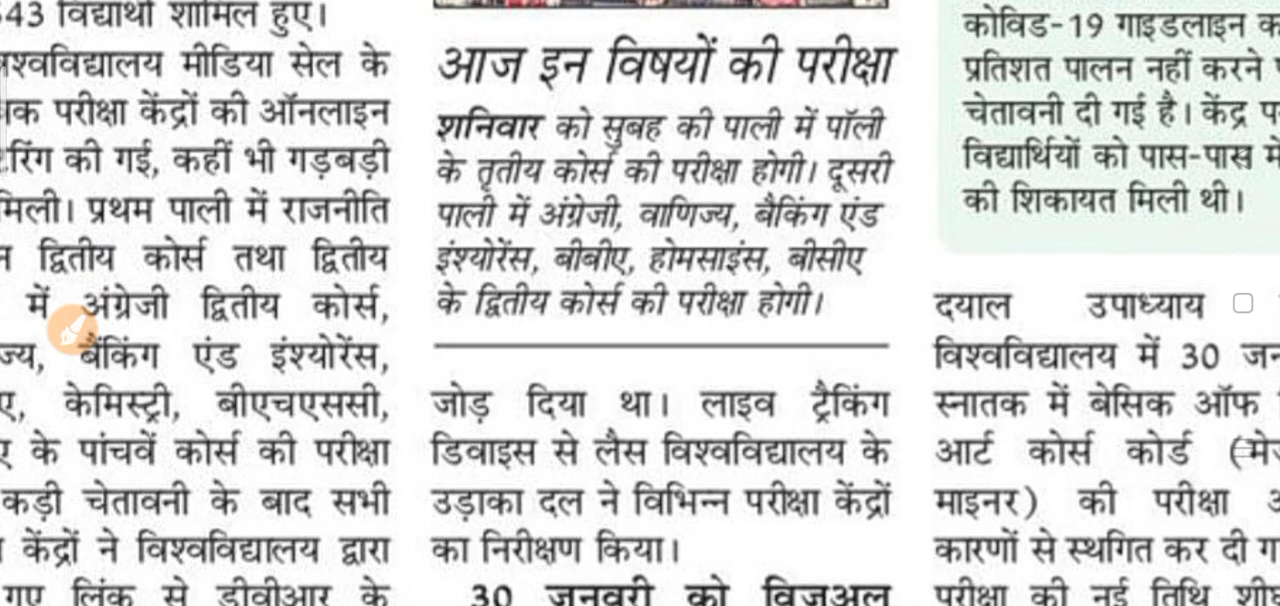 543 विद्यार्थी शामिल हुए।
विश्वविद्यालय मीडिया सेल के
परीक्षा केंद्रों की ऑनलाइन
की गई, कहीं भी गड़बड़ी
मिली। प्रथम पाली में राजनीति
द्वितीय कोर्स तथा द्वितीय
में अंग्रेजी द्वितीय कोर्स,
बैंकिंग एंड इंश्योरेंस,
केमिस्ट्री, बीएचएससी,
के पांचवें कोर्स की परीक्षा
कड़ी चेतावनी के बाद सभी
केंद्रों ने विश्वविद्यालय द्वारा
गए लिंक से डीवीआर के
आज इन विषयों की परीक्षा
शनिवार को सुबह की पाली में पॉली
के तृतीय कोर्स की परीक्षा होगी। दूसरी
पाली में अंग्रेजी, वाणिज्य, बैकिंग एंड
इंश्योरेंस, बीबीए, होमसाइंस, बीसीए
के द्वितीय कोर्स की परीक्षा होगी।
जोड़ दिया था। लाइव ट्रैकिंग
डिवाइस से लैस विश्वविद्यालय के
उड़ाका दल ने विभिन्न परीक्षा केंद्रों
का निरीक्षण किया।
30 जनवरी को विजुअल
कोविड-19 गाइडलाइन
प्रतिशत पालन नहीं करने
चेतावनी दी गई है। केंद्र
विद्यार्थियों को पास-पास
की शिकायत मिली थी।
दयाल उपाध्याय
विश्वविद्यालय में 30
स्नातक में बेसिक ऑफ
आर्ट कोर्स कोर्ड
माइनर) की परीक्षा
कारणों से स्थगित कर दी
परीक्षा की नई तिथि